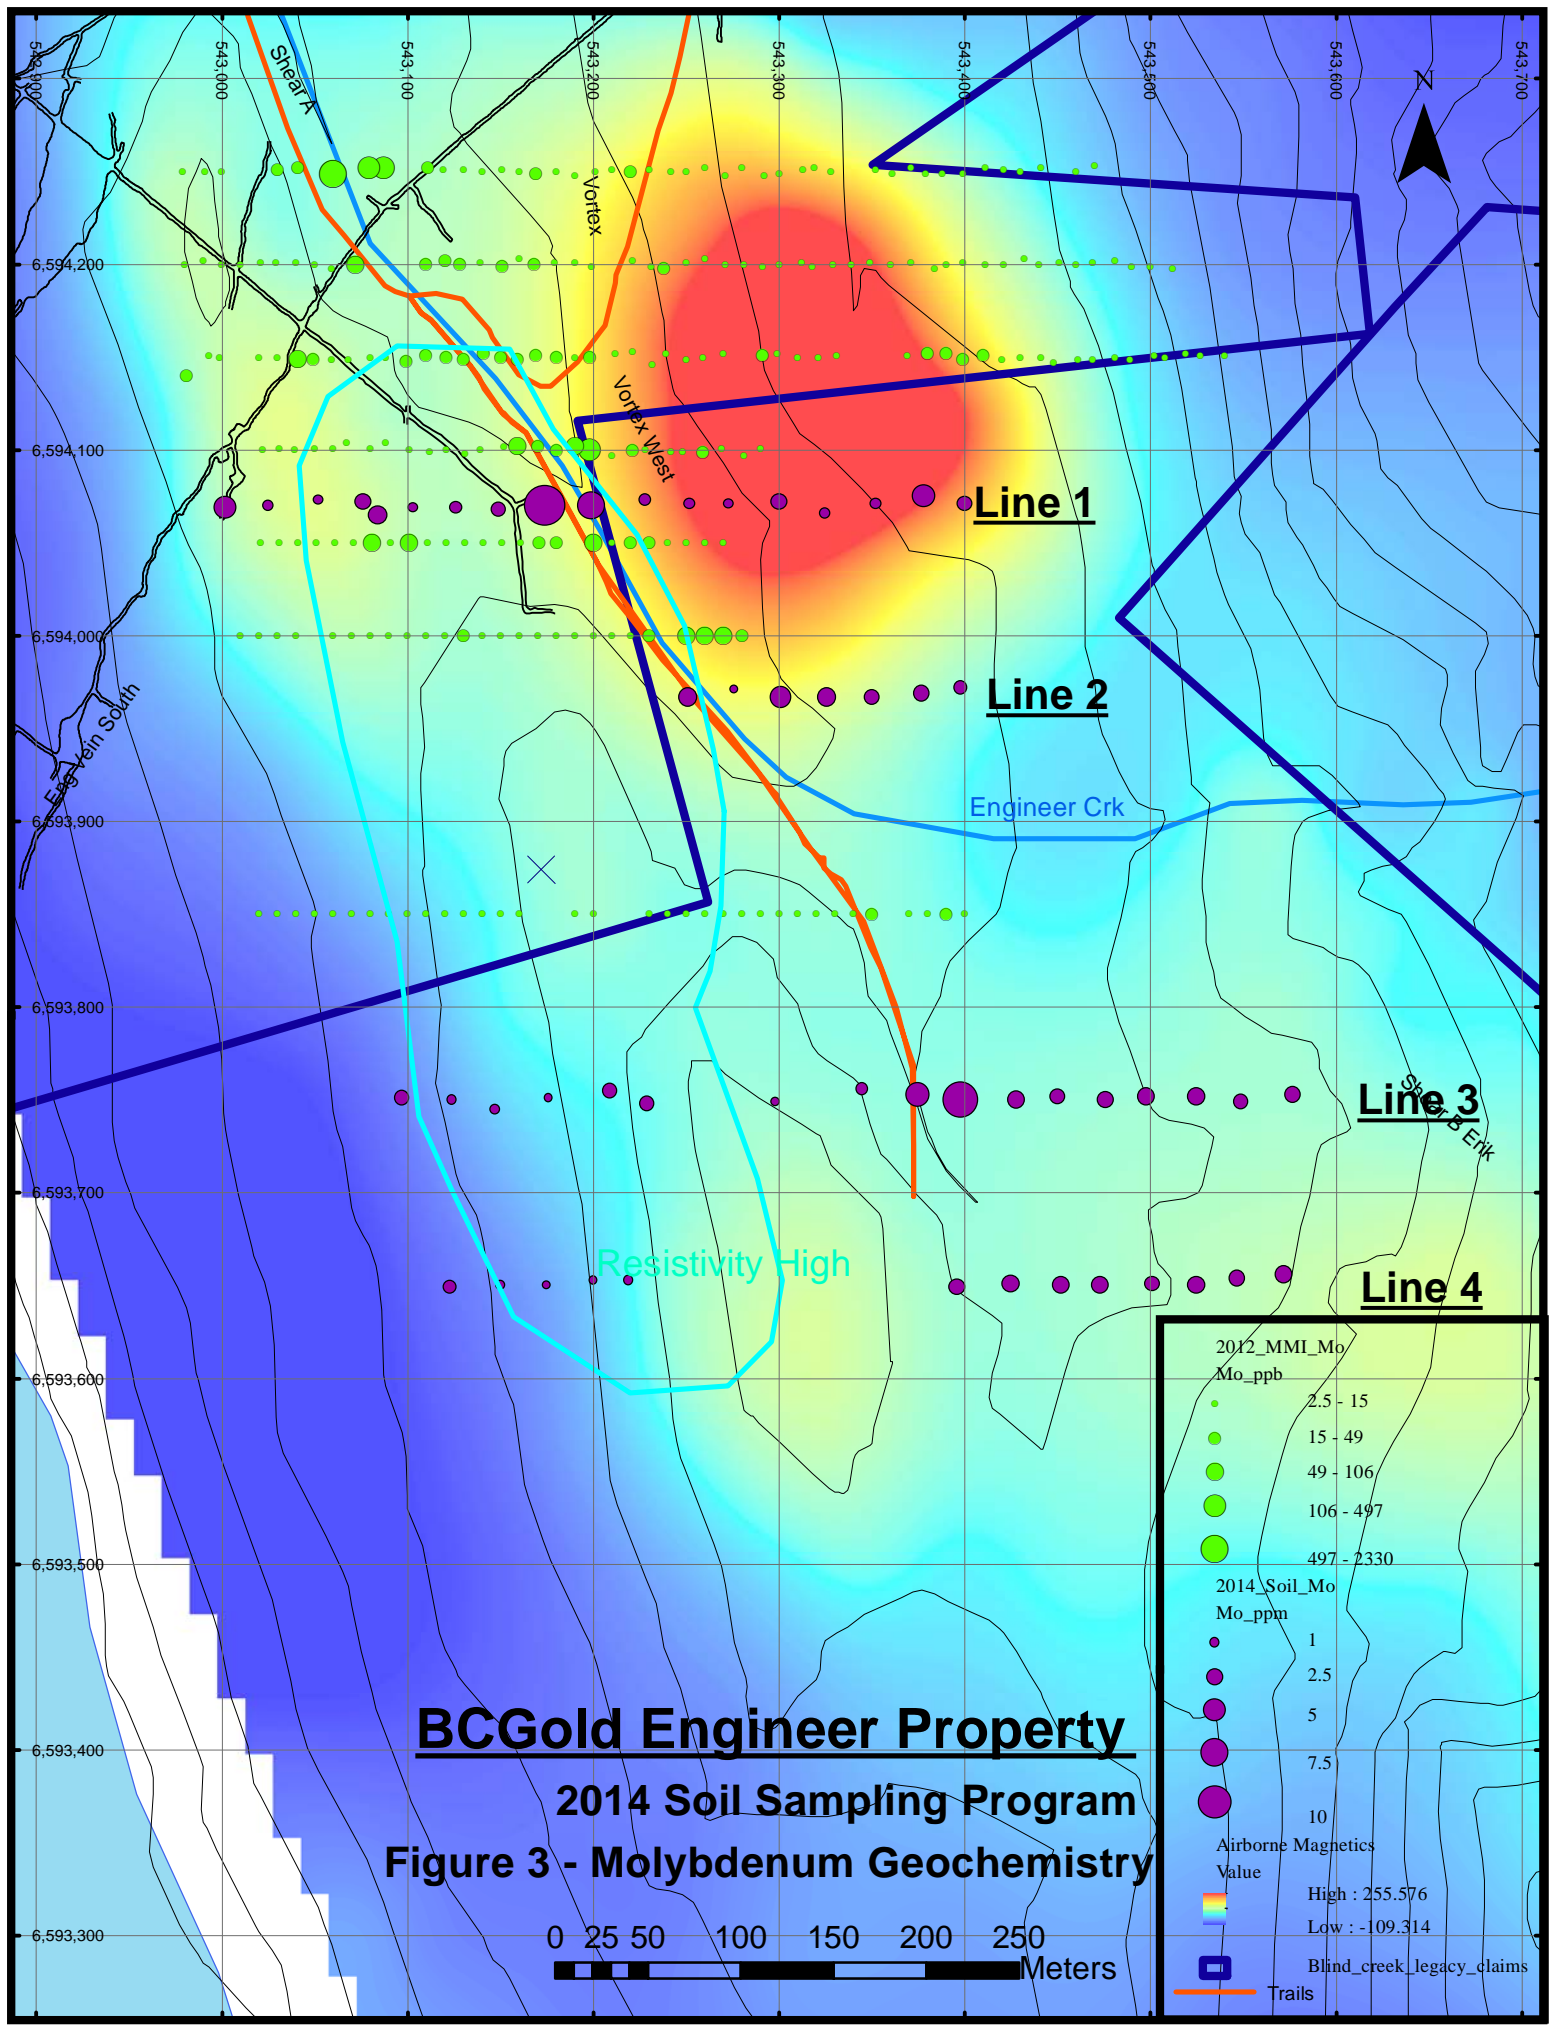 542,900
543,000
543,100
543,200
543,300
543,400
543,500
543,600
543,700
N
Shear A
Vortex
6,594,200
Vortex West
6,594,100
Line 1
6,594,000
Line 2
Eng Vein South
Engineer Crk
6,593,900
6,593,800
Line 3
Shear B Erik
6,593,700
Resistivity High
Line 4
6,593,600
6,593,500
6,593,400
6,593,300
BCGold Engineer Property
2014 Soil Sampling Program
Figure 3 - Molybdenum Geochemistry
0 25 50 100 150 200 250
Meters
2012_MMI_Mo
Mo_ppb
2.5 - 15
15 - 49
49 - 106
106 - 497
497 - 2330
2014_Soil_Mo
Mo_ppm
1
2.5
5
7.5
10
Airborne Magnetics
Value
High : 255.576
Low : -109.314
Blind_creek_legacy_claims
Trails